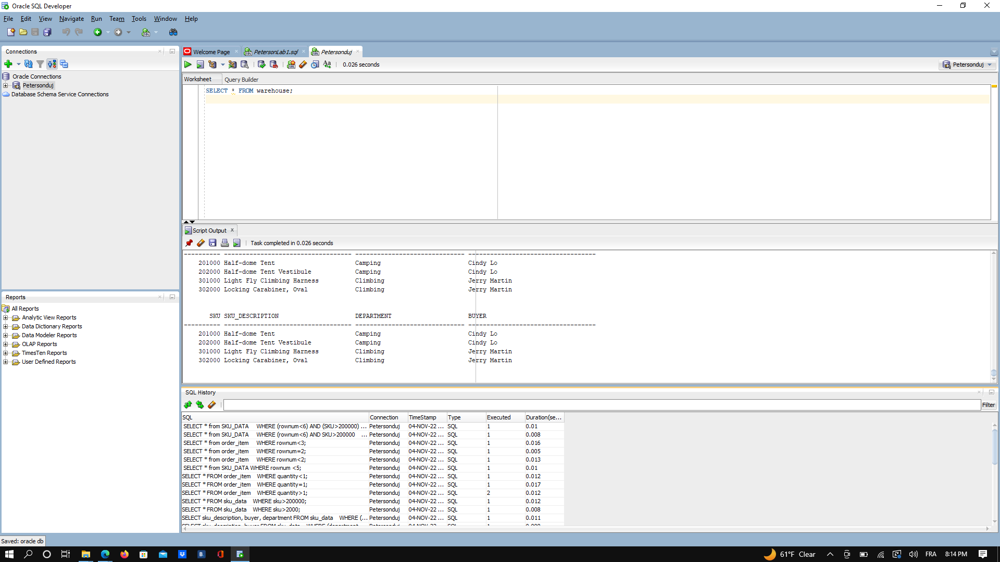 Oracle SQL Developer
File Edit View Navigate Run Team Tools Window Help
Connections
Oracle Connections
Petersonduj
Database Schema Service Connections
Reports
All Reports
Analytic View Reports
Data Dictionary Reports
Data Modeler Reports
OLAP Reports
TimesTen Reports
User Defined Reports
Welcome Page PetersonLab1.sql Petersonduj
0.026 seconds Petersonduj
Worksheet Query Builder
SELECT * FROM warehouse;
Script Output
Task completed in 0.026 seconds
---------- ----------------------------------- ------------------------------ -----------------------------------
201000 Half-dome Tent Camping Cindy Lo
202000 Half-dome Tent Vestibule Camping Cindy Lo
301000 Light Fly Climbing Harness Climbing Jerry Martin
302000 Locking Carabiner, Oval Climbing Jerry Martin
SKU SKU_DESCRIPTION DEPARTMENT BUYER
---------- ----------------------------------- ------------------------------ -----------------------------------
201000 Half-dome Tent Camping Cindy Lo
202000 Half-dome Tent Vestibule Camping Cindy Lo
301000 Light Fly Climbing Harness Climbing Jerry Martin
302000 Locking Carabiner, Oval Climbing Jerry Martin
SQL History
Filter
SQL Connection TimeStamp Type Executed Duration(se...
SELECT * from SKU_DATA WHERE (rownum<6) AND (SKU>200000) ... Petersonduj 04-NOV-22 ... SQL 1 0.01
SELECT * from SKU_DATA WHERE (rownum<6) AND SKU>200000 ... Petersonduj 04-NOV-22 ... SQL 1 0.008
SELECT * from order_item WHERE rownum<3; Petersonduj 04-NOV-22 ... SQL 1 0.016
SELECT * from order_item WHERE rownum=2; Petersonduj 04-NOV-22 ... SQL 1 0.005
SELECT * from order_item WHERE rownum<2; Petersonduj 04-NOV-22 ... SQL 1 0.013
SELECT * from SKU_DATA WHERE rownum <5; Petersonduj 04-NOV-22 ... SQL 1 0.01
SELECT * FROM order_item WHERE quantity<1; Petersonduj 04-NOV-22 ... SQL 1 0.012
SELECT * FROM order_item WHERE quantity=1; Petersonduj 04-NOV-22 ... SQL 1 0.017
SELECT * FROM order_item WHERE quantity>1; Petersonduj 04-NOV-22 ... SQL 2 0.012
SELECT * FROM sku_data WHERE sku>200000; Petersonduj 04-NOV-22 ... SQL 1 0.012
SELECT * FROM sku_data WHERE sku>2000; Petersonduj 04-NOV-22 ... SQL 1 0.008
SELECT sku_description, buyer, department FROM sku_data WHERE (... Petersonduj 04-NOV-22 ... SQL 1 0.011
Saved: oracle db
61°F Clear FRA 8:14 PM